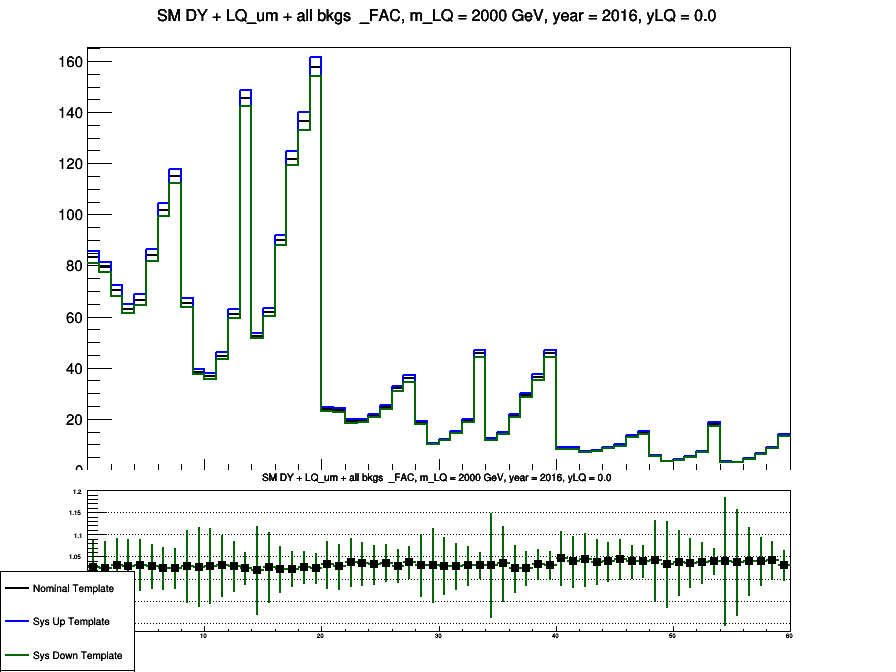 SM DY + LQ_um + all bkgs _FAC, m_LQ = 2000 GeV, year = 2016, yLQ = 0.0
160
140
120
100
80
60
40
20
0
SM DY + LQ_um + all bkgs _FAC, m_LQ = 2000 GeV, year = 2016, yLQ = 0.0
1.2
1.15
1.1
1.05
Nominal Template
Sys Up Template
Sys Down Template
10 20 30 40 50 60